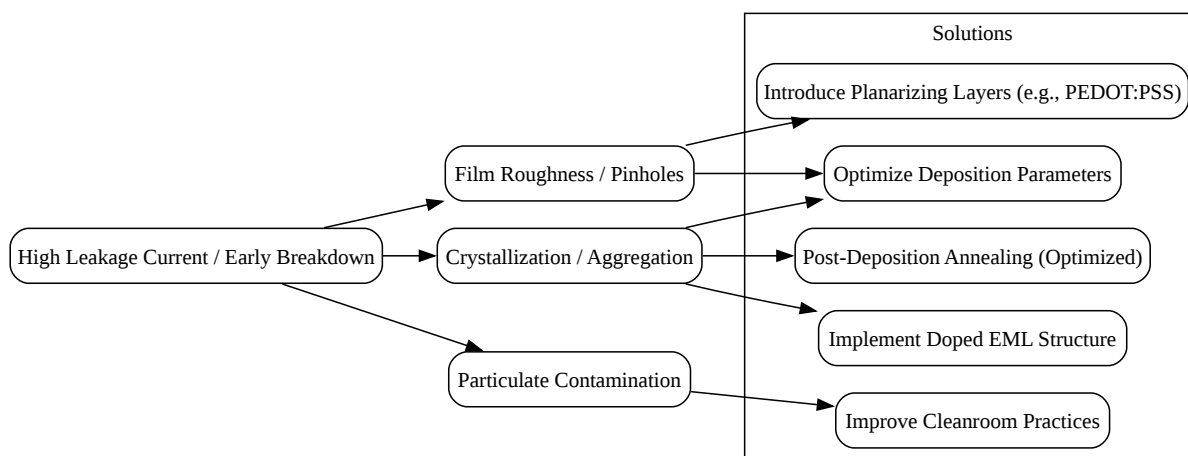 Solutions
Introduce Planarizing Layers (e.g., PEDOT:PSS)
Film Roughness / Pinholes
Optimize Deposition Parameters
High Leakage Current / Early Breakdown
Crystallization / Aggregation
Post-Deposition Annealing (Optimized)
Implement Doped EML Structure
Particulate Contamination
Improve Cleanroom Practices